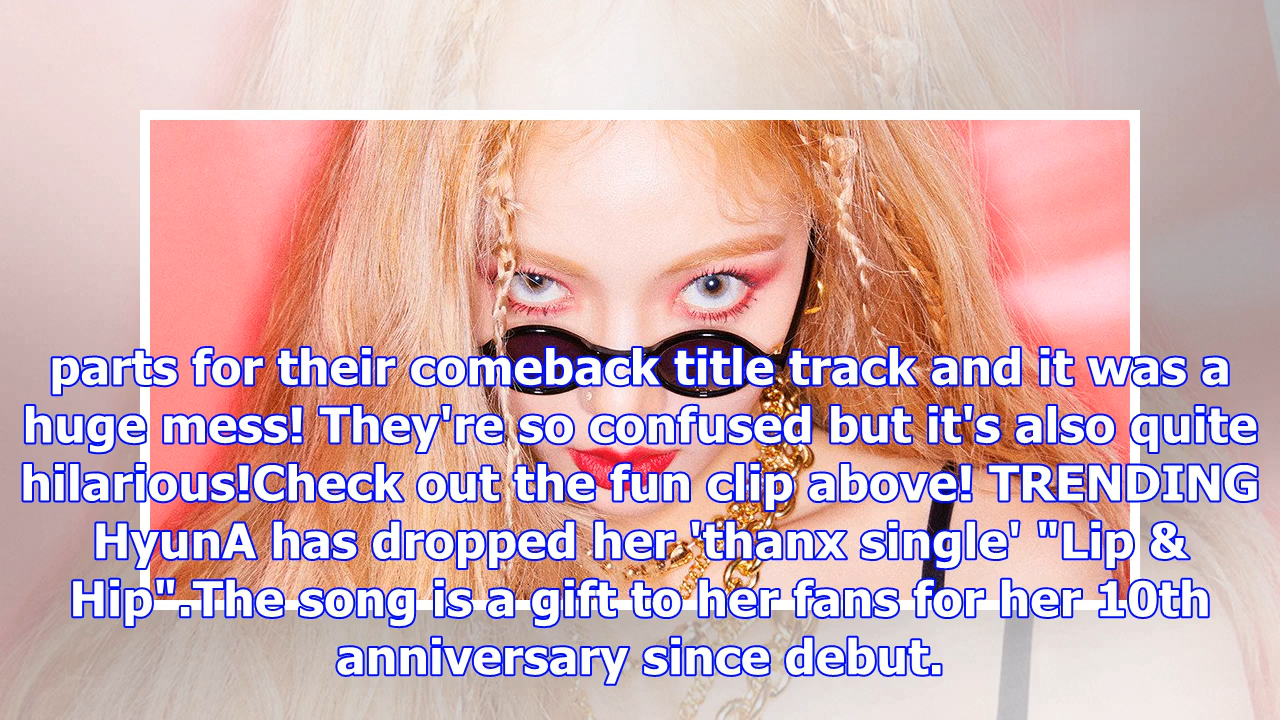 parts for their comeback title track and it was a
huge mess! They're so confused but it's also quite
hilarious!Check out the fun clip above! TRENDING
HyunA has dropped her 'thanx single' "Lip &
Hip".The song is a gift to her fans for her 10th
anniversary since debut.